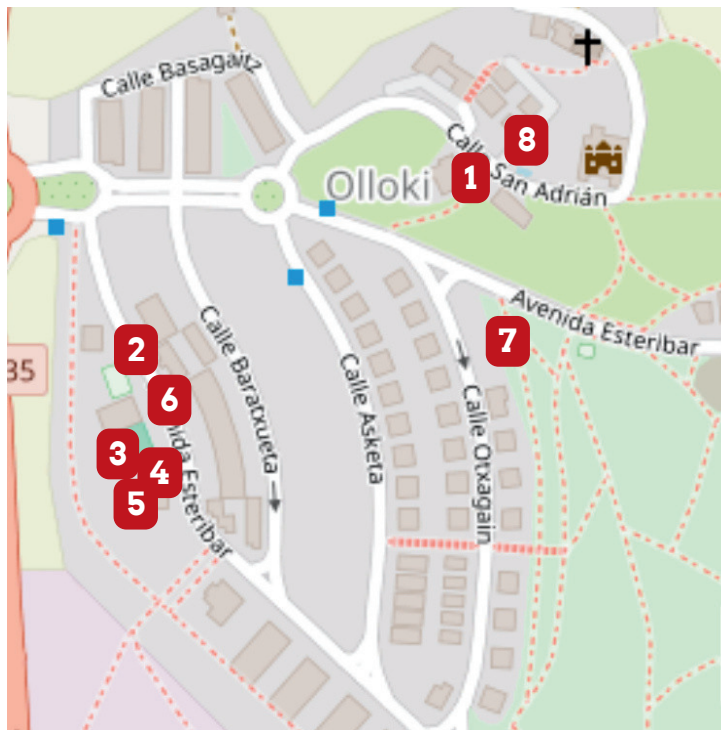 Calle Basagaitz
8
Calle San Adrián
1
Olloki
Avenida Esteribar
7
35
2
Calle Baratxueta
6
Calle Asketa
Calle Otxagain
3
4
nida Esteribar
5